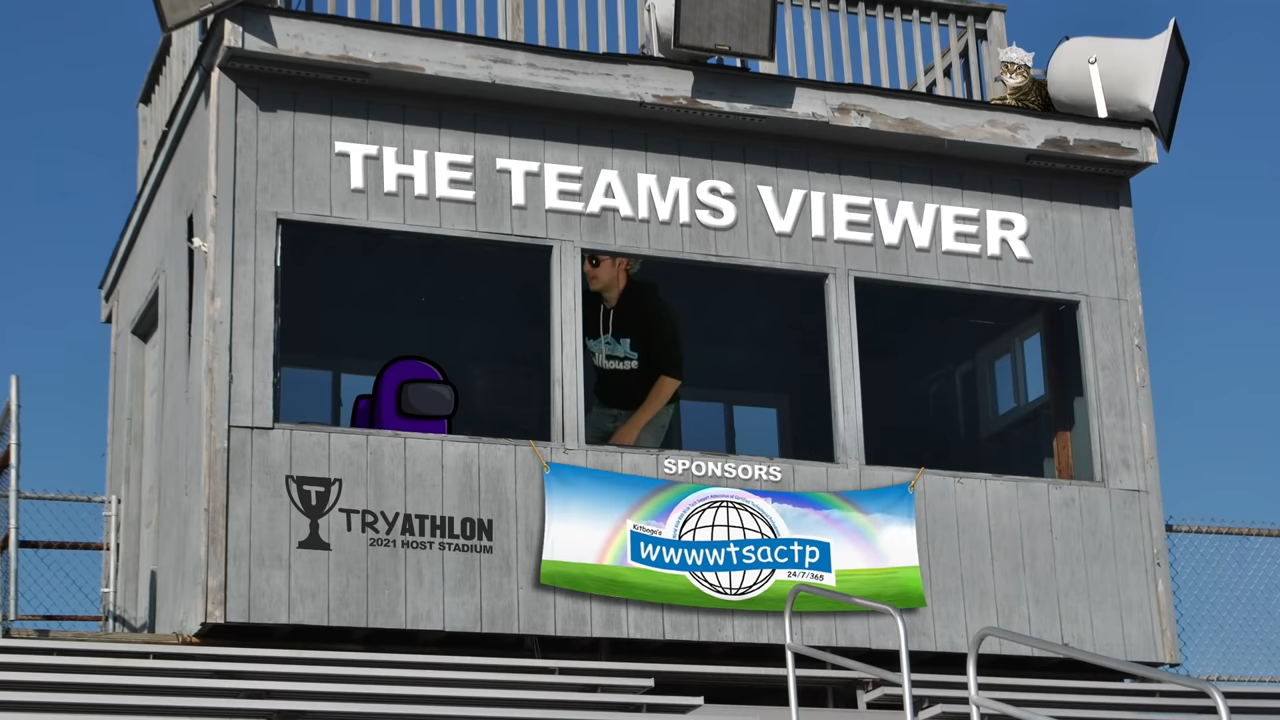 THE TEAMS VIEWER
house
SPONSORS
Kitboga's
wwwwtsactp
24/7/365
T
TRYATHLON
2021 HOST STADIUM